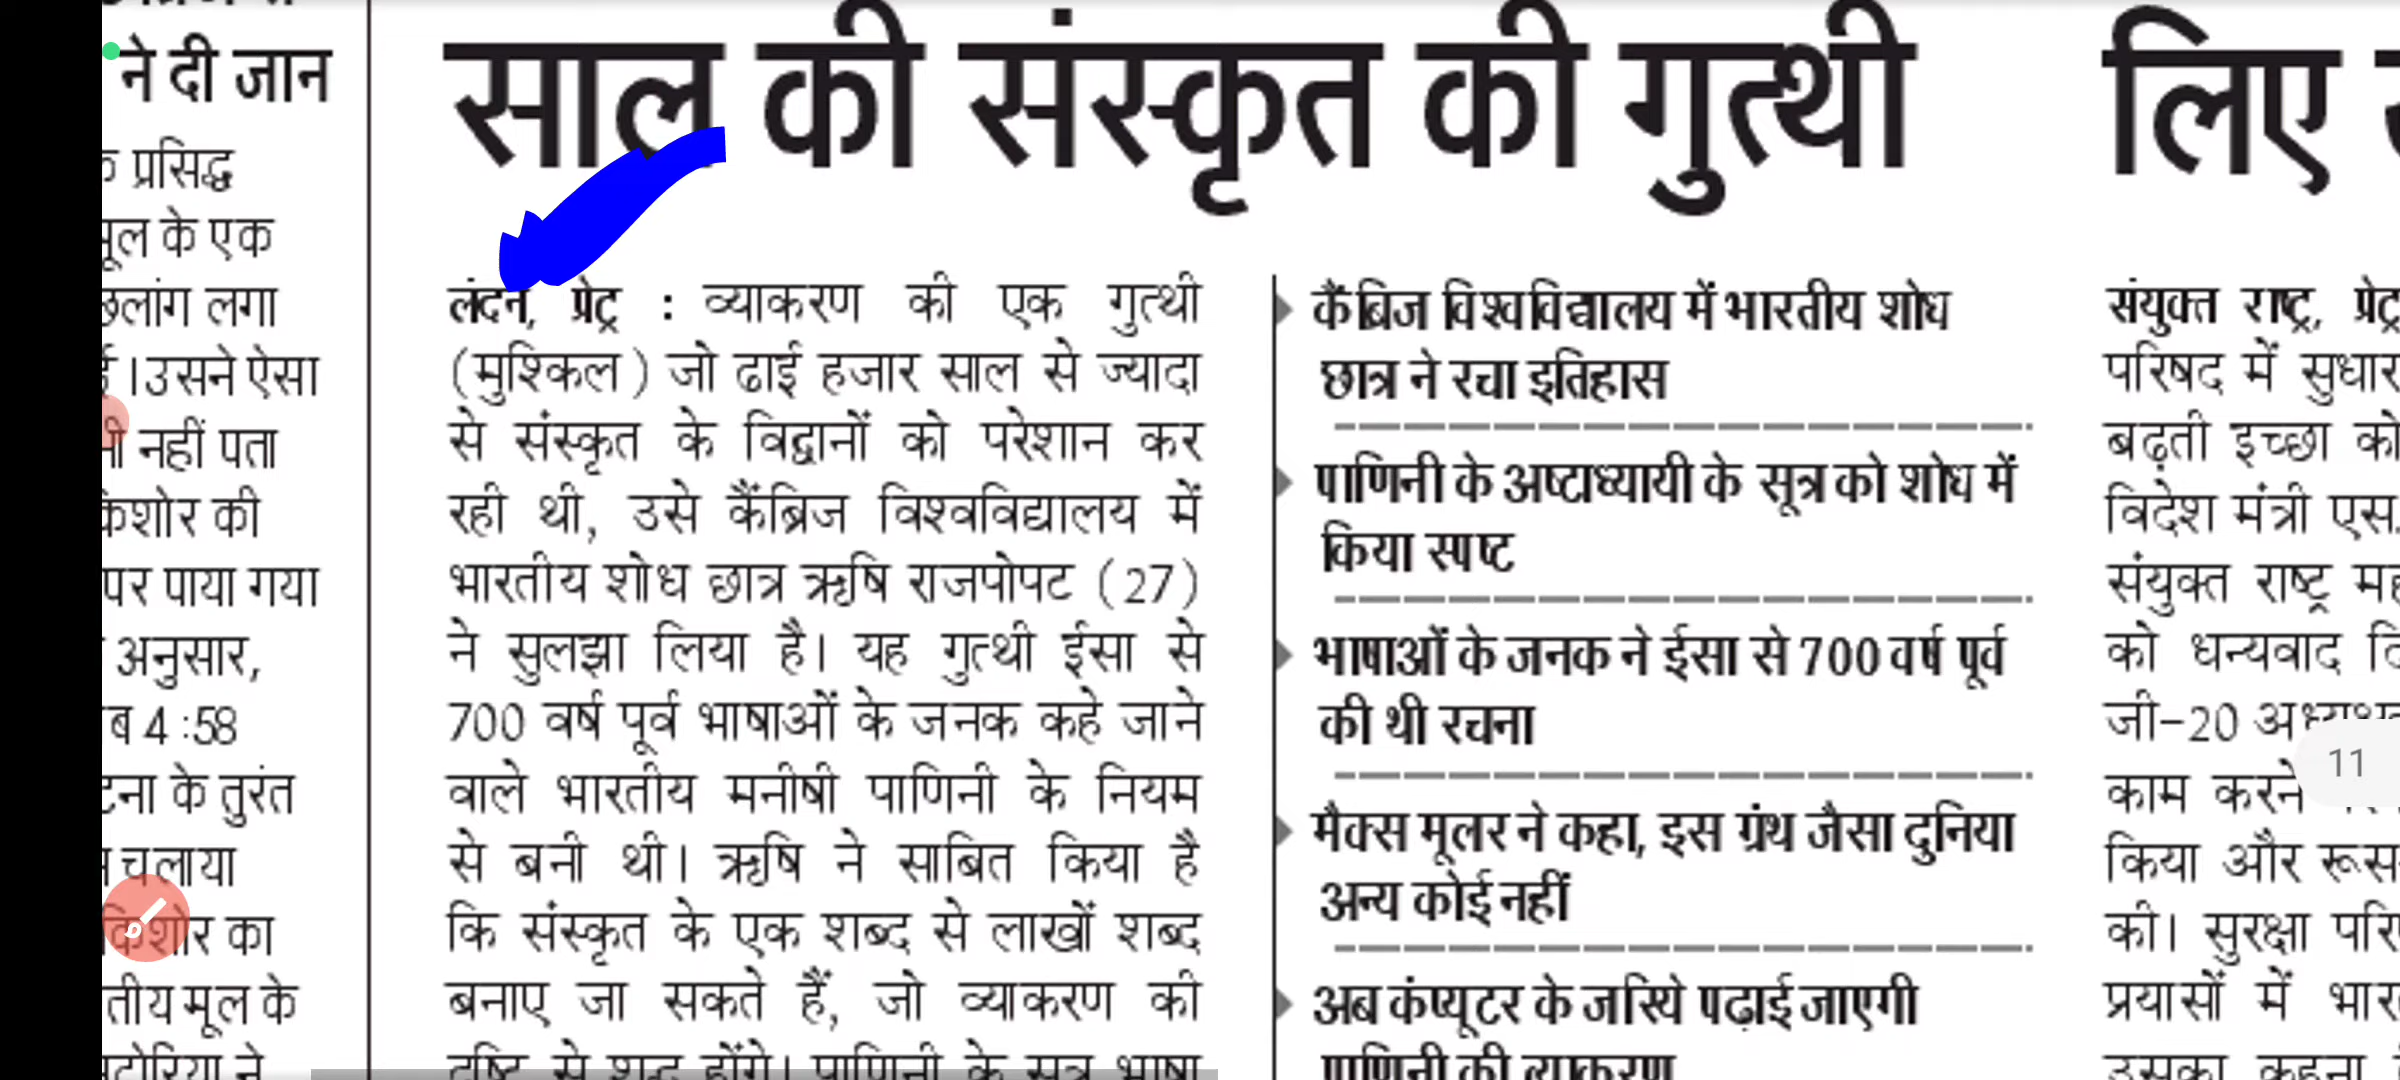 ने दी जान
प्रसिद्ध
मूल के एक
छलांग लगा
।उसने ऐसा
नहीं पता
किशोर की
पर पाया गया
अनुसार,
4:58
के तुरंत
चलाया
किशोर का
तीय मूल के
ने
साल की संस्कृत की गुत्थी
लंदन, प्रेट्र : व्याकरण की एक गुत्थी
(मुश्किल) जो ढाई हजार साल से ज्यादा
से संस्कृत के विद्वानों को परेशान कर
रही थी, उसे कैंब्रिज विश्वविद्यालय में
भारतीय शोध छात्र ऋषि राजपोपट (27)
ने सुलझा लिया है। यह गुत्थी ईसा से
700 वर्ष पूर्व भाषाओं के जनक कहे जाने
वाले भारतीय मनीषी पाणिनी के नियम
से बनी थी। ऋषि ने साबित किया है
कि संस्कृत के एक शब्द से लाखों शब्द
बनाए जा सकते हैं, जो व्याकरण की
दृष्टि से शुद्ध होंगे। पाणिनी के सूत्र भाषा
कैंब्रिज विश्वविद्यालय में भारतीय शोध
छात्र ने रचा इतिहास
पाणिनी के अष्टाध्यायी के सूत्र को शोध में
किया स्पष्ट
भाषाओं के जनक ने ईसा से 700 वर्ष पूर्व
की थी रचना
मैक्स मूलर ने कहा, इस ग्रंथ जैसा दुनिया
अन्य कोई नहीं
अब कंप्यूटर के जरिये पढ़ाई जाएगी
पाणिनी की व्याकरण
लिए
संयुक्त राष्ट्र, प्रेट्र
परिषद में सुधार
बढ़ती इच्छा को
विदेश मंत्री एस.
संयुक्त राष्ट्र
को धन्यवाद
जी-20
काम करने
किया और रूस
की। सुरक्षा
प्रयासों में
उसका कहना
11